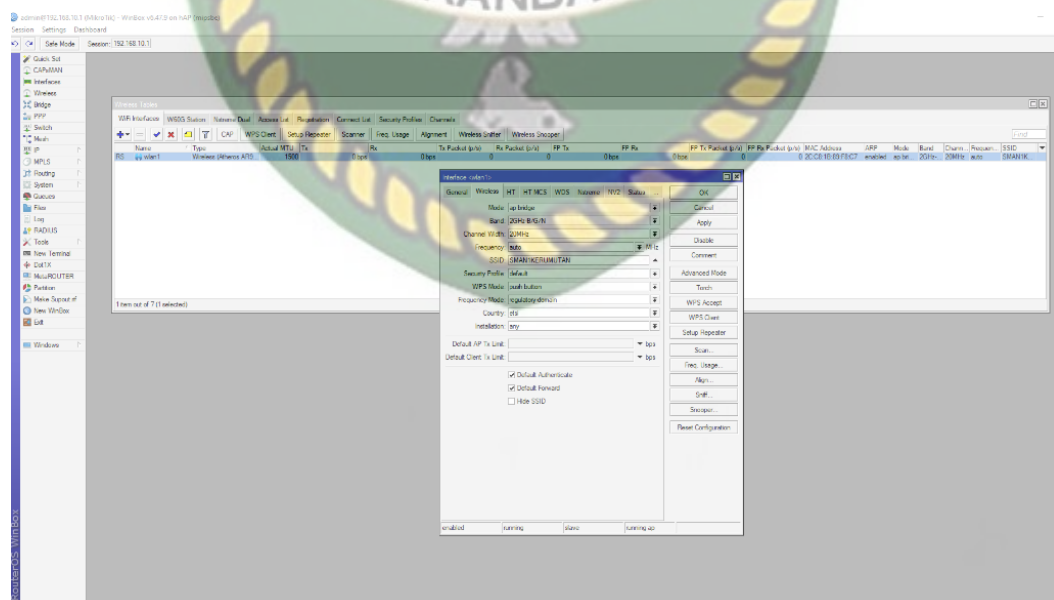 admin@192.168.10.1 (MikroTik) - WinBox v6.47.9 on hAP (mipsbe)
Session Settings Dashboard
Safe Mode Session: 192.168.10.1
Quick Set
CAPsMAN
Interfaces
Wireless
Bridge
PPP
Switch
Mesh
IP
MPLS
Routing
System
Queues
Files
Log
RADIUS
Tools
New Terminal
Dot1X
MetaROUTER
Partition
Make Supout.rif
New WinBox
Exit
Windows
RouterOS WinBox
Wireless Tables
WiFi Interfaces W60G Station Nstreme Dual Access List Registration Connect List Security Profiles Channels
CAP WPS Client Setup Repeater Scanner Freq. Usage Alignment Wireless Sniffer Wireless Snooper Find
Name Type Actual MTU Tx Rx Tx Packet (p/s) Rx Packet (p/s) FP Tx FP Rx FP Tx Packet (p/s) FP Rx Packet (p/s) MAC Address ARP Mode Band Chann... Frequen... SSID
RS wlan1 Wireless (Atheros AR9... 1500 0 bps 0 bps 0 0 0 bps 0 bps 0 0 enabled ap bri... 2GHz-... 20MHz auto SMAN1K...
1 item out of 7 (1 selected)
Interface <wlan1>
General Wireless HT HT MCS WDS Nstreme NV2 Status ...
Mode: ap bridge
Band: 2GHz-B/G/N
Channel Width: 20MHz
Frequency: auto MHz
SSID: SMAN1KERUMUTAN
Security Profile: default
WPS Mode: push button
Frequency Mode: regulatory-domain
Country: etsi
Installation: any
Default AP Tx Limit: bps
Default Client Tx Limit: bps
Default Authenticate
Default Forward
Hide SSID
OK
Cancel
Apply
Disable
Comment
Advanced Mode
Torch
WPS Accept
WPS Client
Setup Repeater
Scan...
Freq. Usage...
Align...
Sniff...
Snooper...
Reset Configuration
enabled running slave running ap